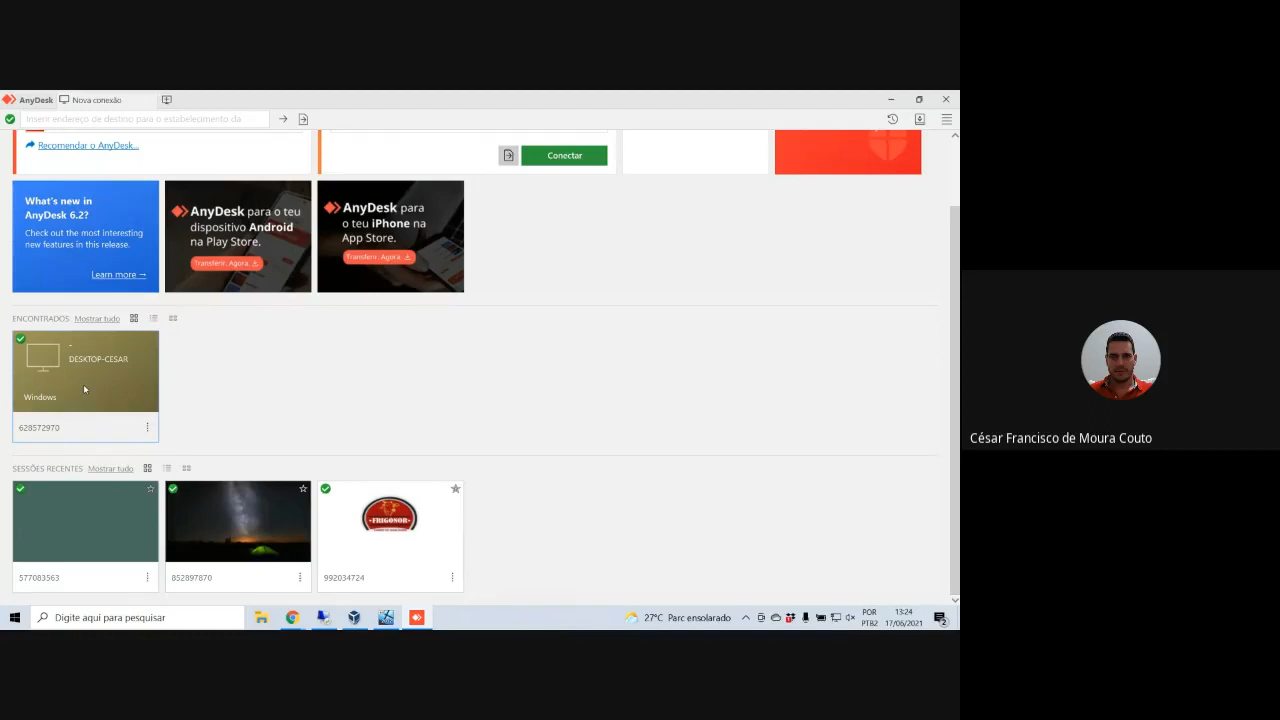 AnyDesk
Nova conexão
Inserir endereço de destino para o estabelecimento da
Recomendar o AnyDesk...
Conectar
What's new in
AnyDesk 6.2?
Check out the most interesting
new features in this release.
Learn more →
AnyDesk para o teu
dispositivo Android
na Play Store.
Transferir. Agora.
AnyDesk para
o teu iPhone na
App Store.
Transferir. Agora.
ENCONTRADOS Mostrar tudo
-
DESKTOP-CESAR
Windows
628572970
SESSÕES RECENTES Mostrar tudo
FRIGONOR
577083563
852897870
992034724
Digite aqui para pesquisar
27°C Parc ensolarado
POR
PTB2
13:24
17/06/2021
2
César Francisco de Moura Couto